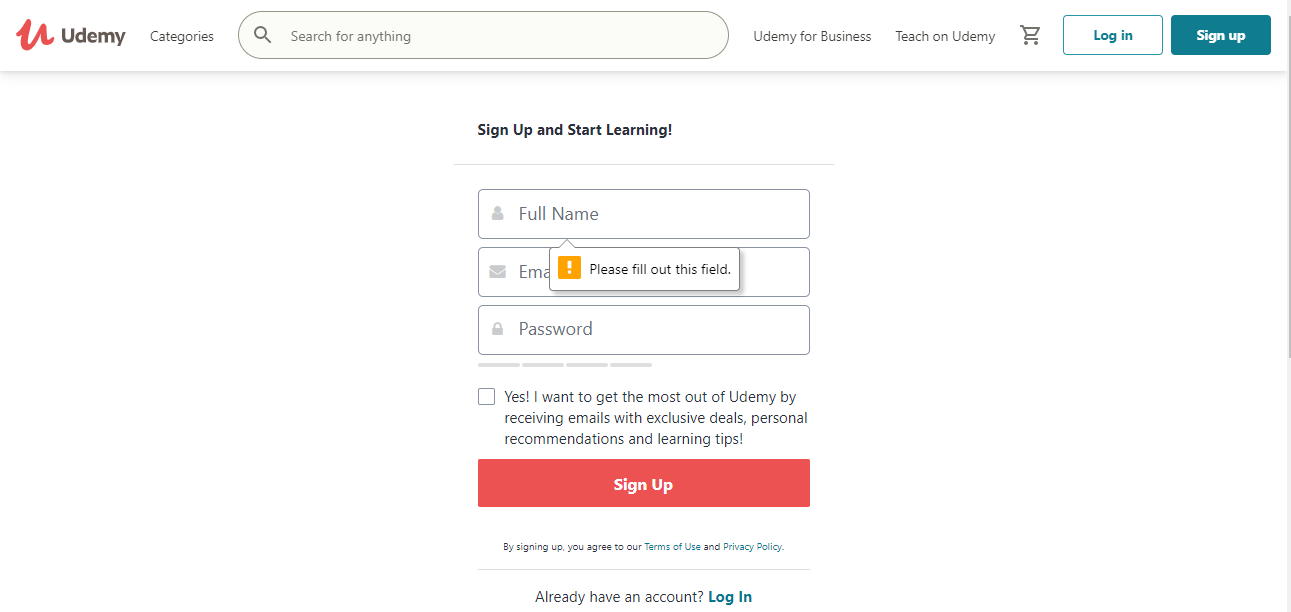 Udemy
Categories
Search for anything
Udemy for Business
Teach on Udemy
Log in
Sign up
Sign Up and Start Learning!
Full Name
Ema
Please fill out this field.
Password
Yes! I want to get the most out of Udemy by
receiving emails with exclusive deals, personal
recommendations and learning tips!
Sign Up
By signing up, you agree to our Terms of Use and Privacy Policy.
Already have an account? Log In